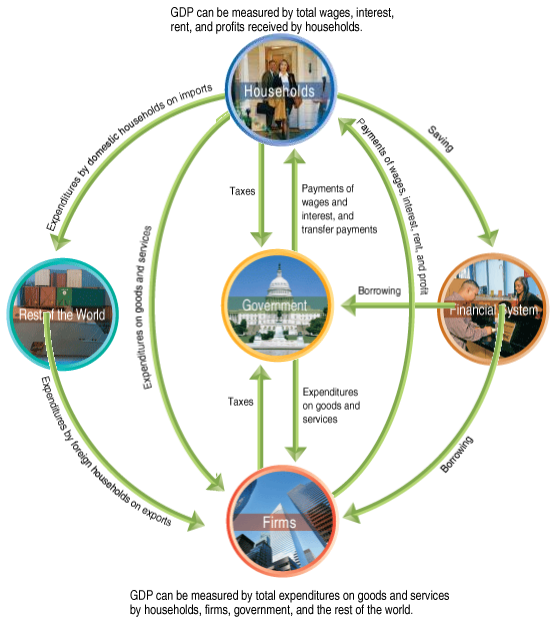 GDP can be measured by total wages, interest,
rent, and profits received by households.
Households
Expenditures by domestic households on imports
Saving
Payments of wages, interest, rent, and profit
Taxes
Payments of
wages and
interest, and
transfer payments
Expenditures on goods and services
Rest of the World
Government
Borrowing
Financial System
Expenditures by foreign households on exports
Taxes
Expenditures
on goods and
services
Borrowing
Firms
GDP can be measured by total expenditures on goods and services
by households, firms, government, and the rest of the world.